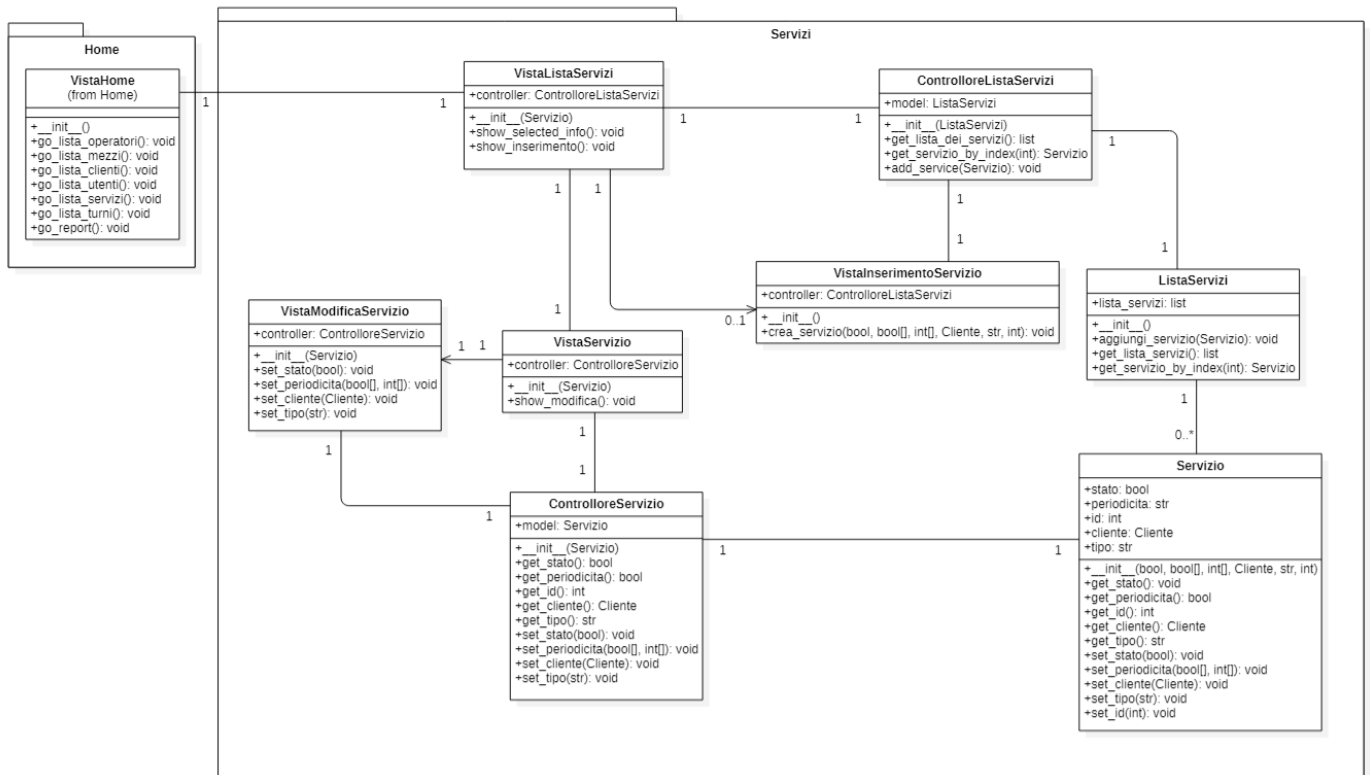 Home
VistaHome
(from Home)
+__init__()
+go_lista_operatori(): void
+go_lista_mezzi(): void
+go_lista_clienti(): void
+go_lista_utenti(): void
+go_lista_servizi(): void
+go_lista_turni(): void
+go_report(): void
1
1
Servizi
VistaListaServizi
+controller: ControlloreListaServizi
+__init__(Servizio)
+show_selected_info(): void
+show_inserimento(): void
1
1
ControlloreListaServizi
+model: ListaServizi
+__init__(ListaServizi)
+get_lista_dei_servizi(): list
+get_servizio_by_index(int): Servizio
+add_service(Servizio): void
1
1
1
1
1
1
1
0..1
VistaInserimentoServizio
+controller: ControlloreListaServizi
+__init__()
+crea_servizio(bool, bool[], int[], Cliente, str, int): void
ListaServizi
+lista_servizi: list
+__init__()
+aggiungi_servizio(Servizio): void
+get_lista_servizi(): list
+get_servizio_by_index(int): Servizio
VistaModificaServizio
+controller: ControlloreServizio
+__init__(Servizio)
+set_stato(bool): void
+set_periodicita(bool[], int[]): void
+set_cliente(Cliente): void
+set_tipo(str): void
1
1
VistaServizio
+controller: ControlloreServizio
+__init__(Servizio)
+show_modifica(): void
1
0..*
1
1
1
1
ControlloreServizio
+model: Servizio
+__init__(Servizio)
+get_stato(): bool
+get_periodicita(): bool
+get_id(): int
+get_cliente(): Cliente
+get_tipo(): str
+set_stato(bool): void
+set_periodicita(bool[], int[]): void
+set_cliente(Cliente): void
+set_tipo(str): void
1
1
Servizio
+stato: bool
+periodicita: str
+id: int
+cliente: Cliente
+tipo: str
+__init__(bool, bool[], int[], Cliente, str, int)
+get_stato(): void
+get_periodicita(): bool
+get_id(): int
+get_cliente(): Cliente
+get_tipo(): str
+set_stato(bool): void
+set_periodicita(bool[], int[]): void
+set_cliente(Cliente): void
+set_tipo(str): void
+set_id(int): void